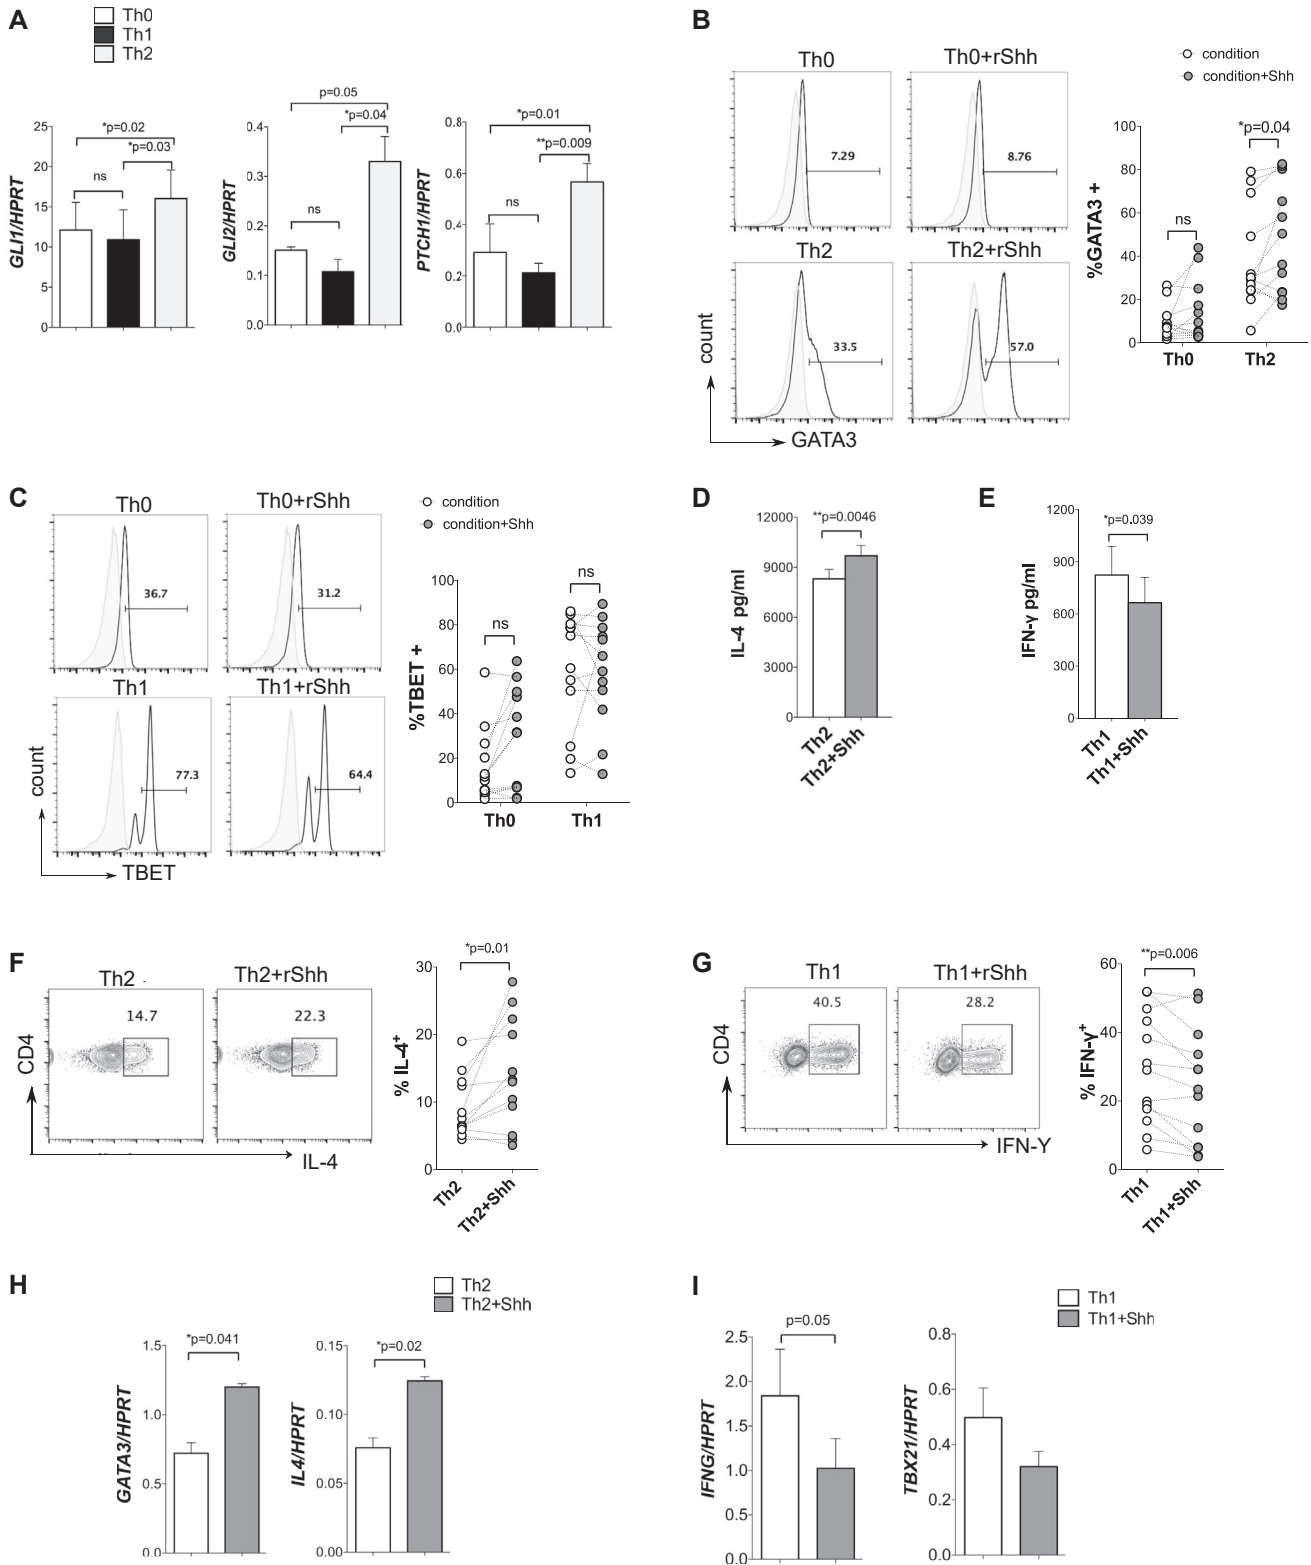 A
Th0
Th1
Th2
GLI1/HPRT
25
20
15
10
5
0
*p=0.02
*p=0.03
ns
GLI2/HPRT
0.4
0.3
0.2
0.1
0.0
p=0.05
*p=0.04
ns
PTCH1/HPRT
0.8
0.6
0.4
0.2
0.0
*p=0.01
**p=0.009
ns
B
Th0
Th0+rShh
7.29
8.76
Th2
Th2+rShh
33.5
57.0
count
GATA3
condition
condition+Shh
%GATA3 +
100
80
60
40
20
0
ns
*p=0.04
Th0
Th2
C
Th0
Th0+rShh
36.7
31.2
Th1
Th1+rShh
77.3
64.4
count
TBET
condition
condition+Shh
%TBET +
100
80
60
40
20
0
ns
ns
Th0
Th1
D
**p=0.0046
IL-4 pg/ml
12000
9000
6000
3000
0
Th2
Th2+Shh
E
*p=0.039
IFN-γ pg/ml
1200
900
600
300
0
Th1
Th1+Shh
F
Th2
Th2+rShh
14.7
22.3
CD4
IL-4
*p=0.01
% IL-4+
30
20
10
0
Th2
Th2+Shh
G
Th1
Th1+rShh
40.5
28.2
CD4
IFN-Y
**p=0.006
% IFN-γ+
60
40
20
0
Th1
Th1+Shh
H
Th2
Th2+Shh
GATA3/HPRT
1.5
1.0
0.5
0.0
*p=0.041
IL4/HPRT
0.15
0.10
0.05
0.00
*p=0.02
I
Th1
Th1+Shh
IFNG/HPRT
2.5
2.0
1.5
1.0
0.5
0.0
p=0.05
TBX21/HPRT
0.8
0.6
0.4
0.2
0.0